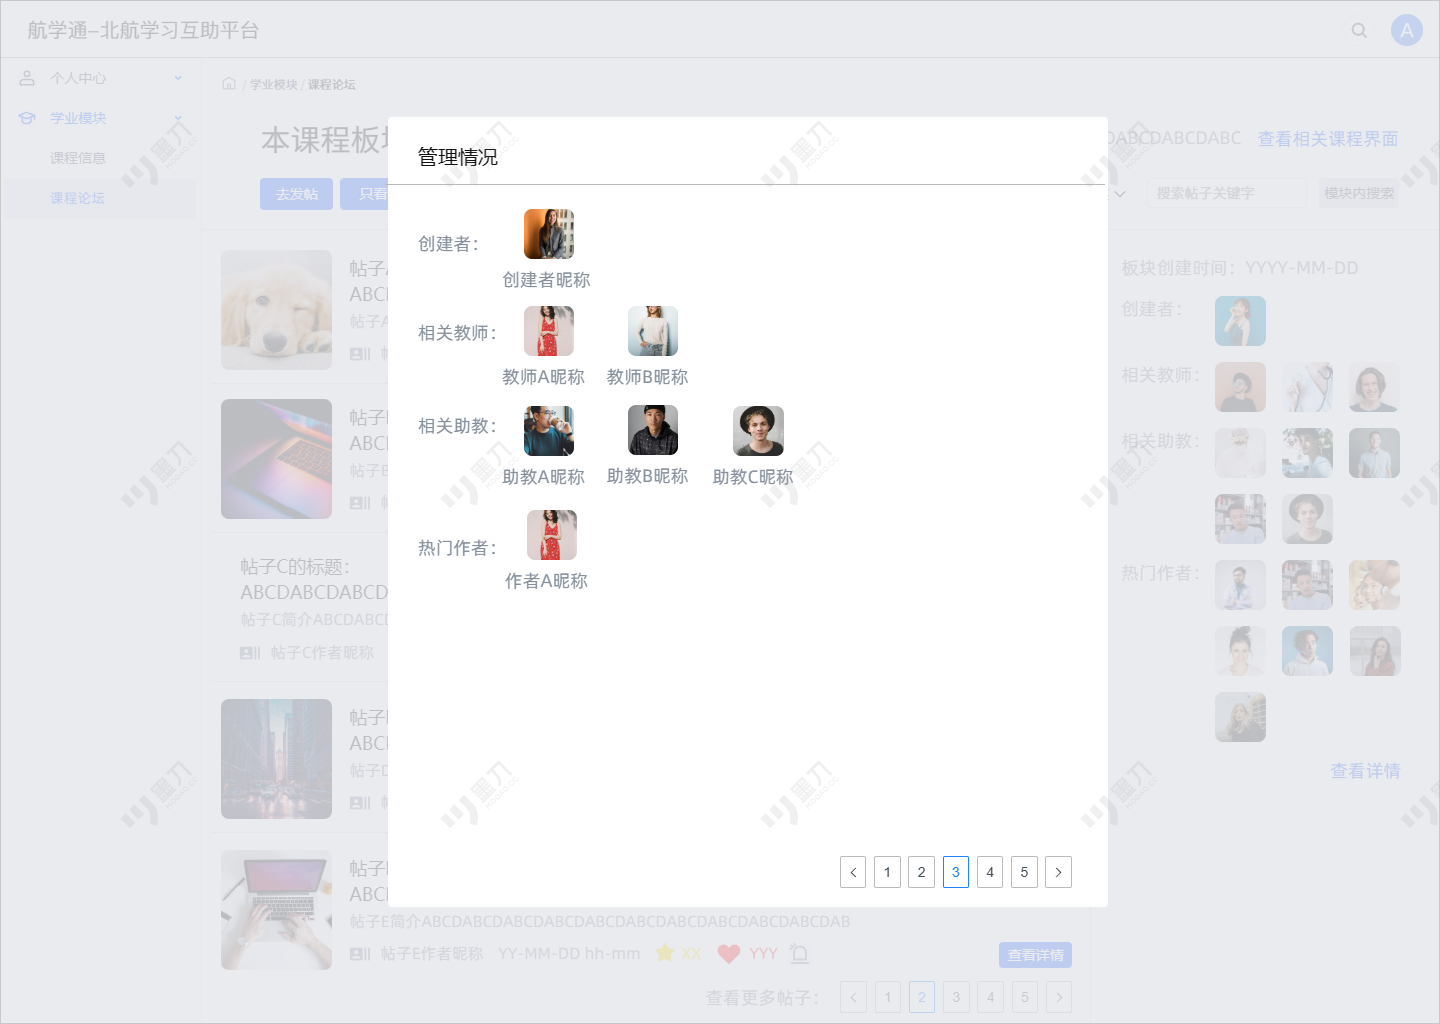 航学通-北航学习互助平台
A
个人中心
学业模块
课程信息
课程论坛
/ 学业模块 / 课程论坛
本课程板块
ABCDABCDABC 查看相关课程界面
去发帖
只看
搜索帖子关键字
模块内搜索
管理情况
创建者：
创建者昵称
相关教师：
教师A昵称
教师B昵称
相关助教：
助教A昵称
助教B昵称
助教C昵称
热门作者：
作者A昵称
< 1 2 3 4 5 >
帖子A
ABCD
帖子A
ABCD
帖子B
帖子C的标题：
ABCDABCDABCD
帖子C简介ABCDABCD
帖子C作者昵称
帖子
ABCD
帖子D
帖子
ABCD
帖子E简介ABCDABCDABCDABCDABCDABCDABCDABCDABCDABCDAB
帖子E作者昵称 YY-MM-DD hh-mm XX YYY
查看详情
查看更多帖子： < 1 2 3 4 5 >
板块创建时间：YYYY-MM-DD
创建者：
相关教师：
相关助教：
热门作者：
查看详情
墨刀
MODAO.CC